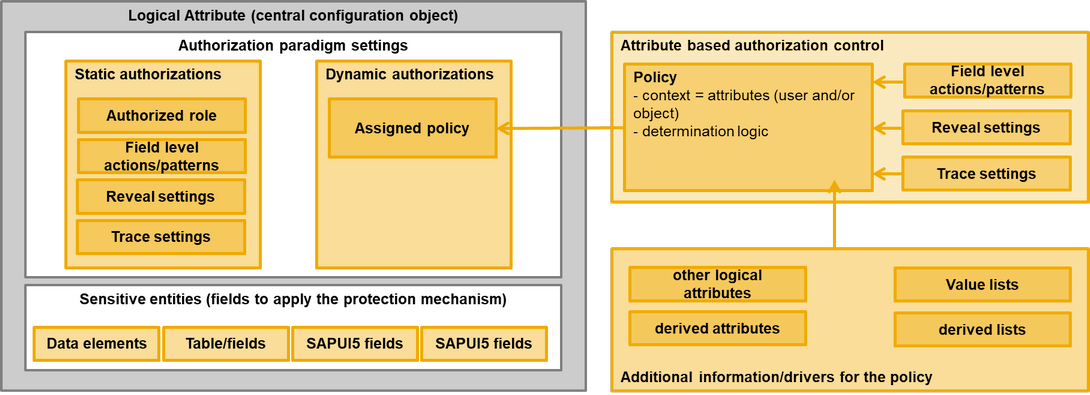 Logical Attribute (central configuration object)
Authorization paradigm settings
Static authorizations
Authorized role
Field level
actions/patterns
Reveal settings
Trace settings
Dynamic authorizations
Assigned policy
Sensitive entities (fields to apply the protection mechanism)
Data elements
Table/fields
SAPUI5 fields
SAPUI5 fields
Attribute based authorization control
Policy
- context = attributes (user and/or
object)
- determination logic
Field level
actions/patterns
Reveal settings
Trace settings
other logical
attributes
Value lists
derived attributes
derived lists
Additional information/drivers for the policy